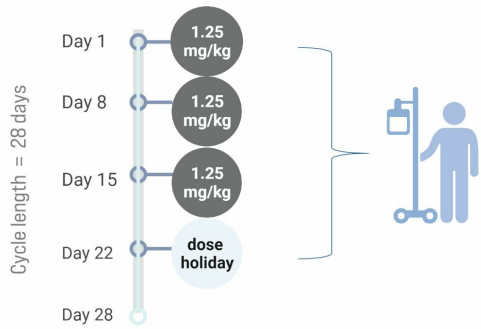 Cycle length = 28 days
Day 1
1.25
mg/kg
Day 8
1.25
mg/kg
Day 15
1.25
mg/kg
Day 22
dose
holiday
Day 28